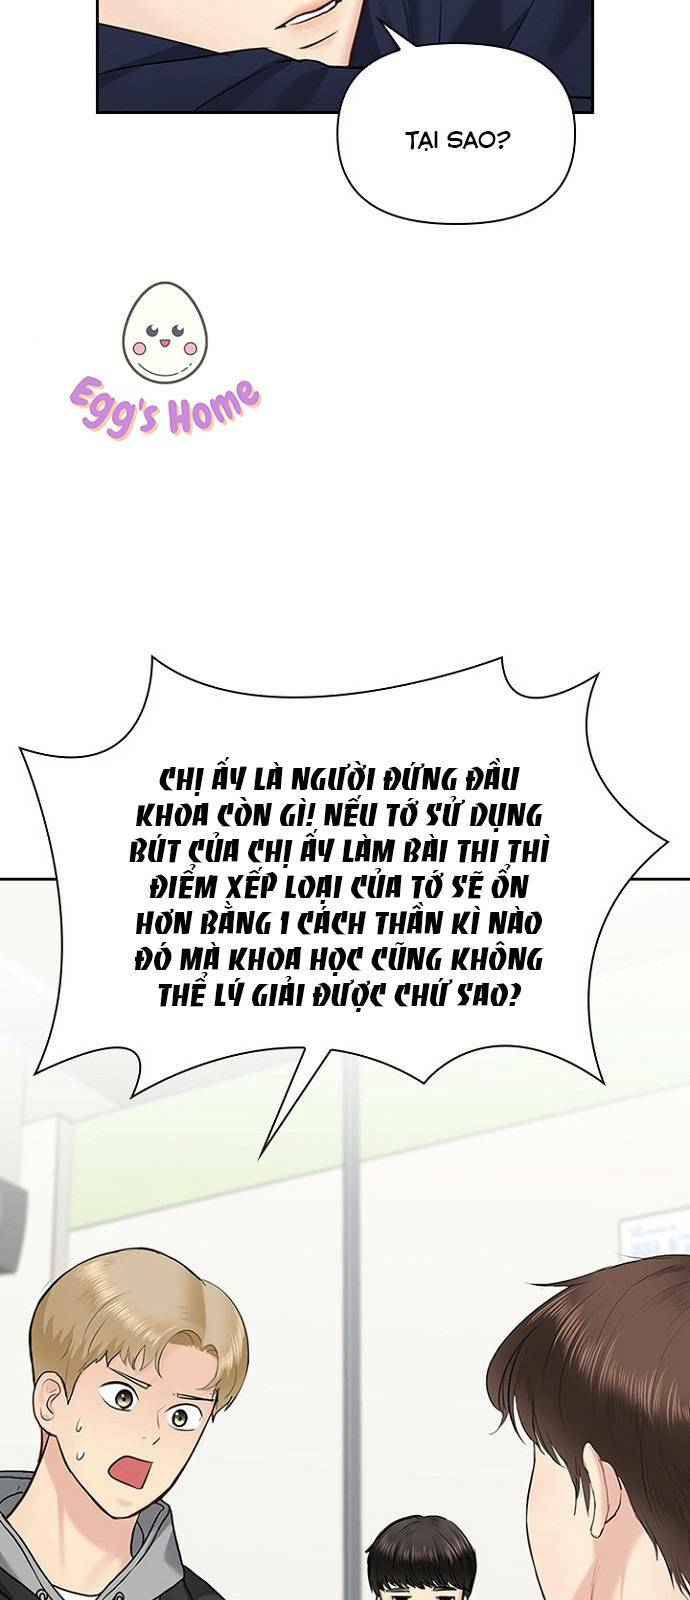 TẠI SAO?
Egg's Home
CHỊ ẤY LÀ NGƯỜI ĐỨNG ĐẦU
KHOA CÒN GÌ! NẾU TỚ SỬ DỤNG
BÚT CỦA CHỊ ẤY LÀM BÀI THI THÌ
ĐIỂM XẾP LOẠI CỦA TỚ SẼ ỔN
HƠN BẰNG 1 CÁCH THẦN KÌ NÀO
ĐÓ MÀ KHOA HỌC CŨNG KHÔNG
THỂ LÝ GIẢI ĐƯỢC CHỨ SAO?